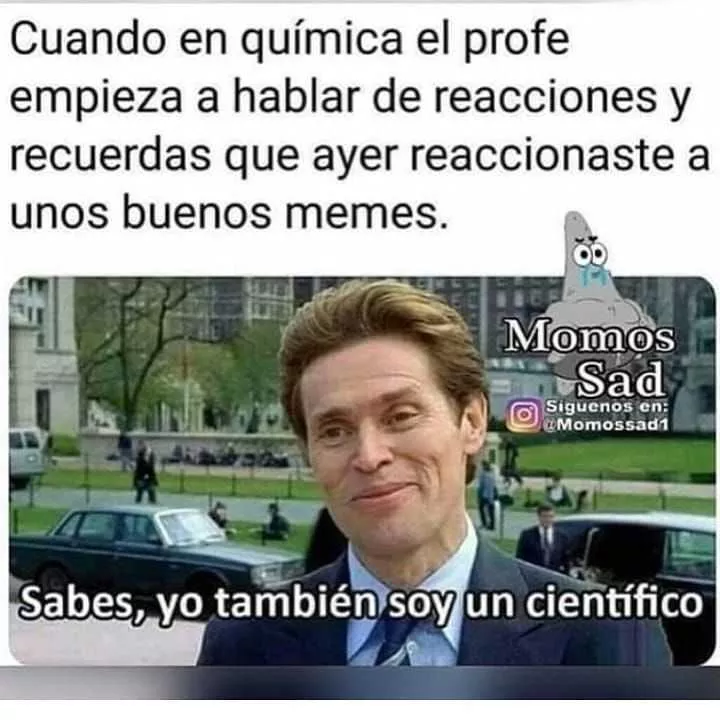 Cuando en química el profe
empieza a hablar de reacciones y
recuerdas que ayer reaccionaste a
unos buenos memes.
Momos
Sad
Siguenos en:
@Momossad1
Sabes, yo también soy un científico